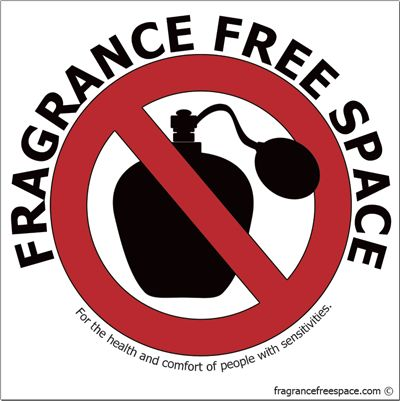 FRAGRANCE FREE SPACE
For the health and comfort of people with sensitivities.
fragrancefreespace.com ©